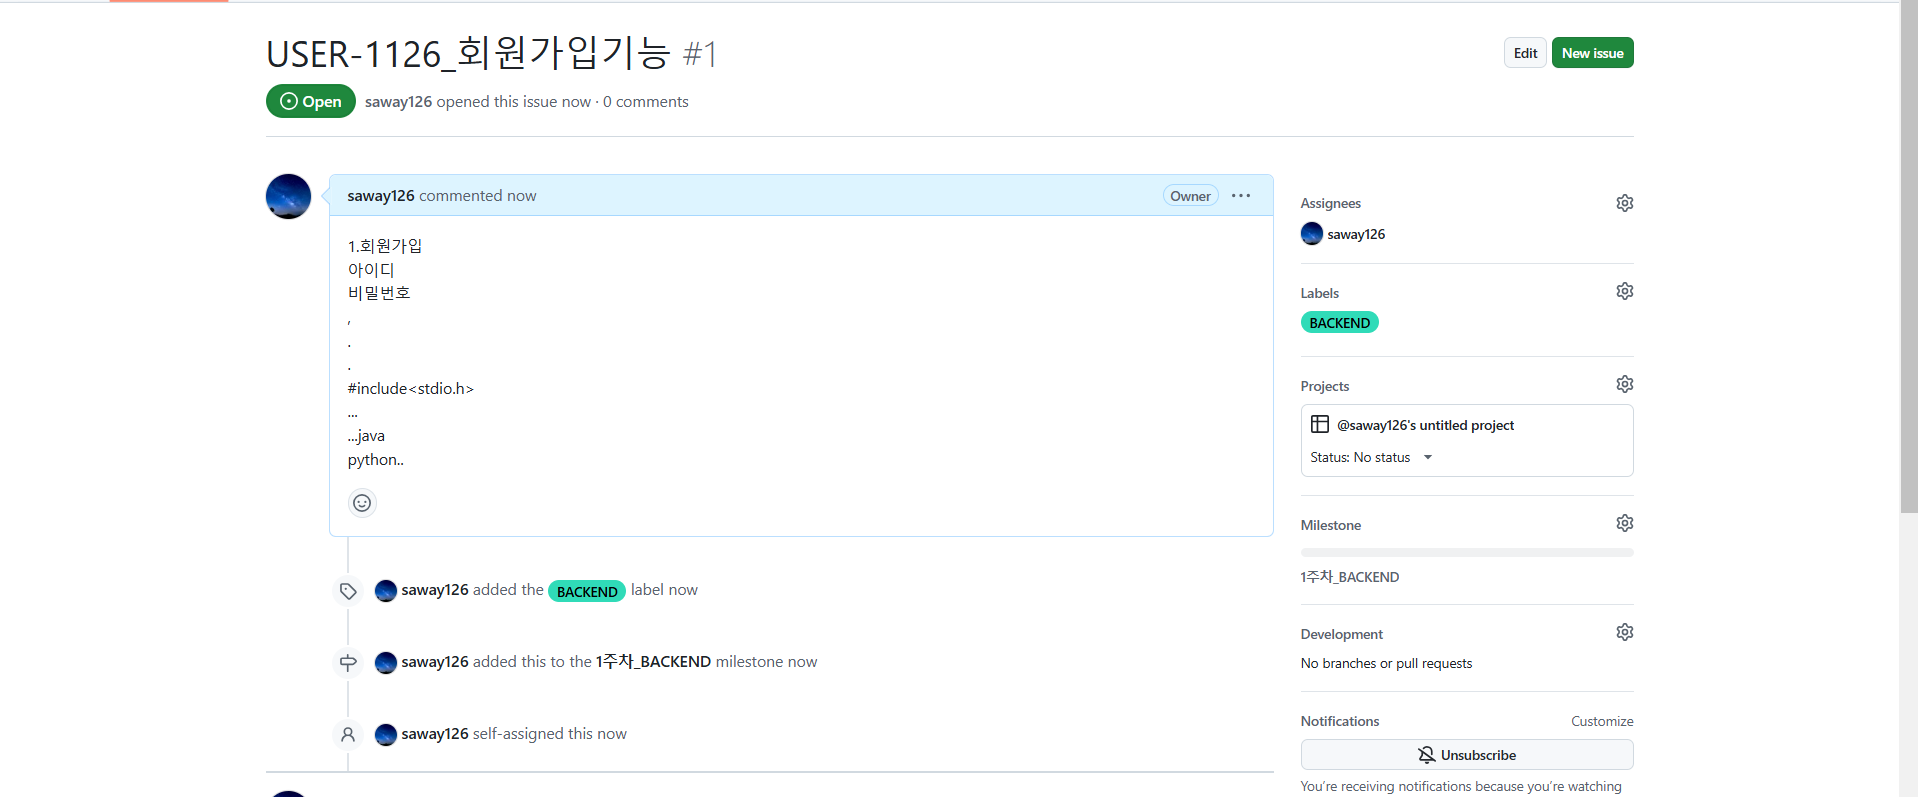 USER-1126_회원가입기능 #1
Edit
New issue
Open
saway126 opened this issue now · 0 comments
saway126 commented now
Owner
1.회원가입
아이디
비밀번호
,
.
.
#include<stdio.h>
...
...java
python..
saway126 added the BACKEND label now
saway126 added this to the 1주차_BACKEND milestone now
saway126 self-assigned this now
Assignees
saway126
Labels
BACKEND
Projects
@saway126's untitled project
Status: No status
Milestone
1주차_BACKEND
Development
No branches or pull requests
Notifications
Customize
Unsubscribe
You're receiving notifications because you're watching